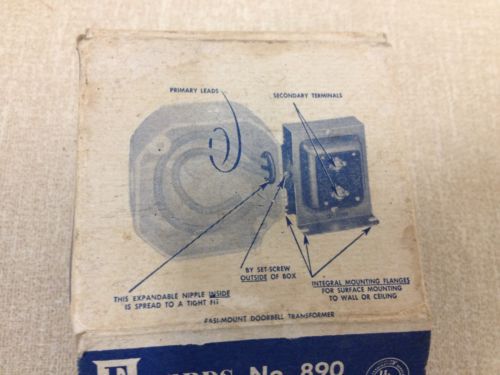 PRIMARY LEADS
SECONDARY TERMINALS
BY SET-SCREW
OUTSIDE OF BOX
THIS EXPANDABLE NIPPLE INSIDE
IS SPREAD TO A TIGHT FIT
INTEGRAL MOUNTING FLANGES
FOR SURFACE MOUNTING
TO WALL OR CEILING
EASI-MOUNT DOORBELL TRANSFORMER
No. 890